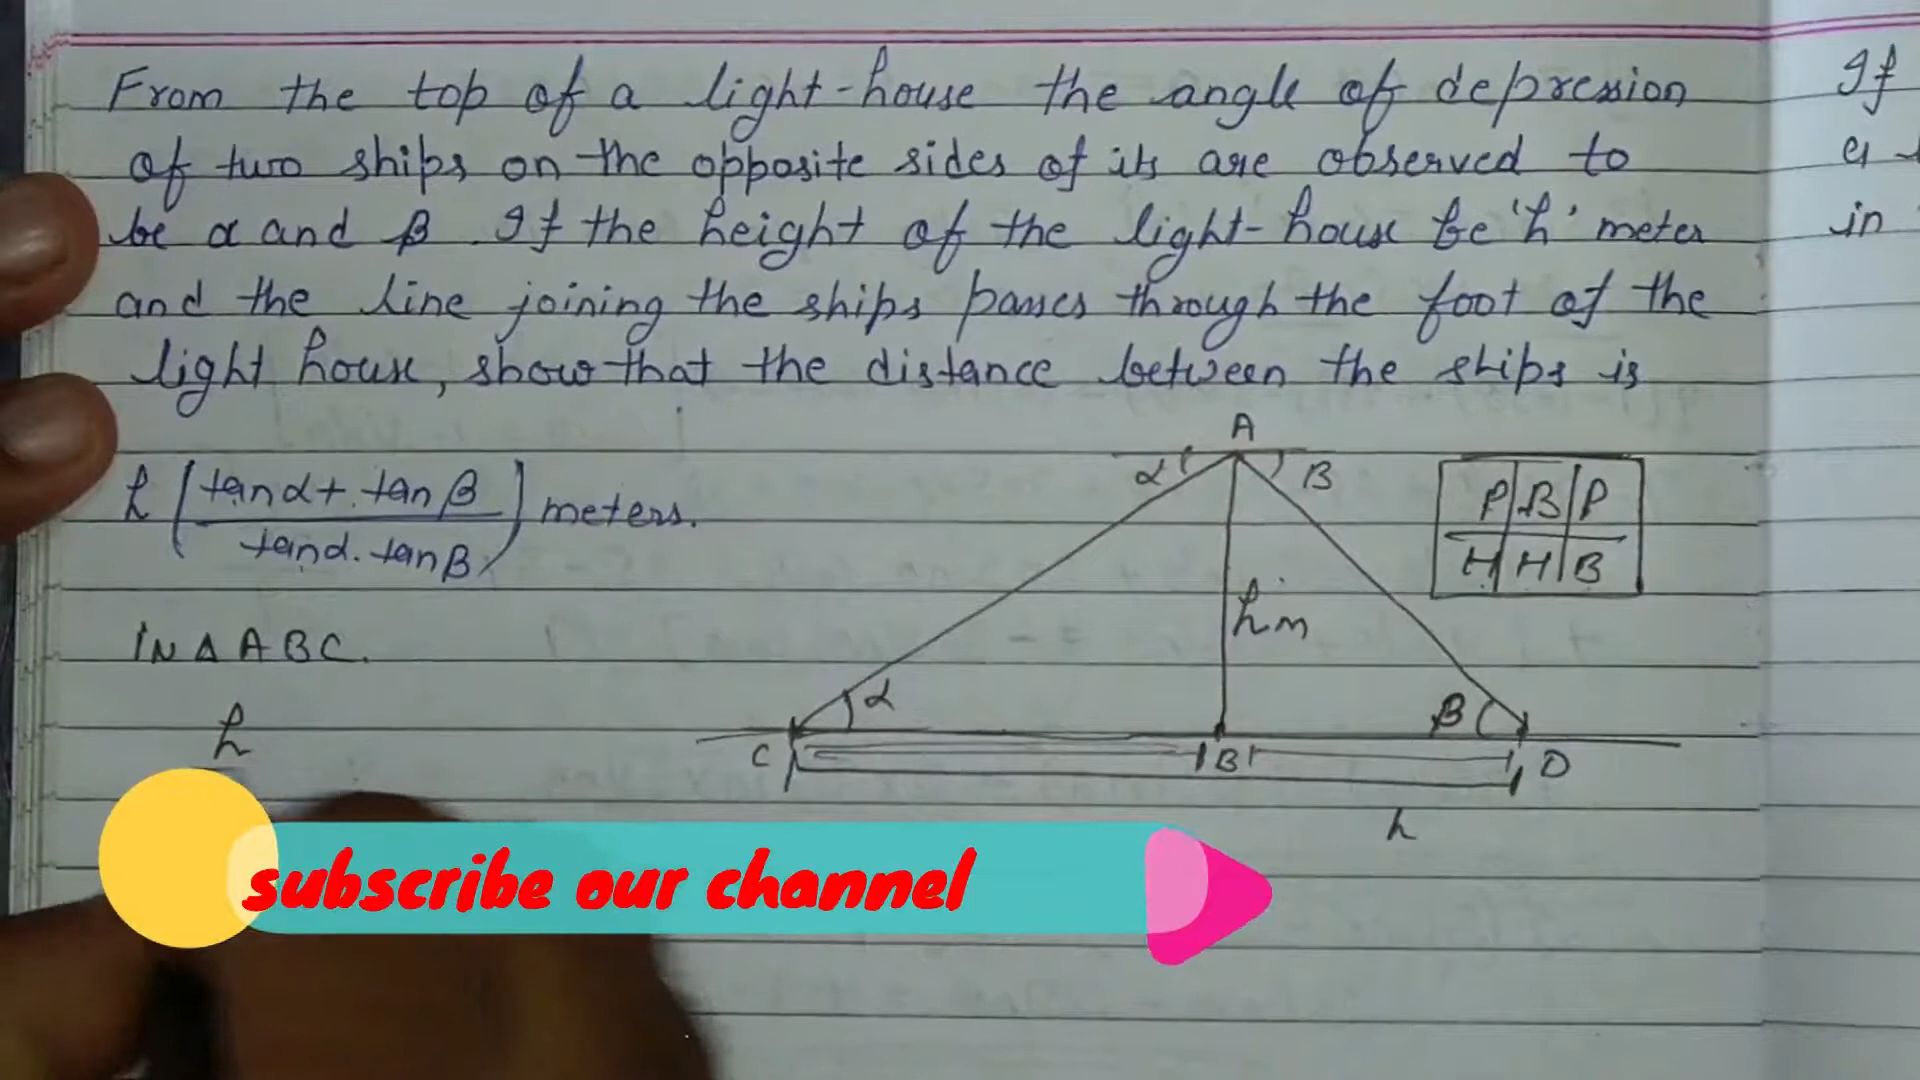 From the top of a light-house the angle of depression
of two ships on the opposite sides of its are observed to
be α and β. If the height of the light-house be 'h' meter
and the line joining the ships passes through the foot of the
light house, show that the distance between the ships is
h (tanα + tanβ / tanα . tanβ) meters.
A
α β
P B P
H H B
hm
IN Δ ABC.
α β
h
C B D
h
subscribe our channel
If
in